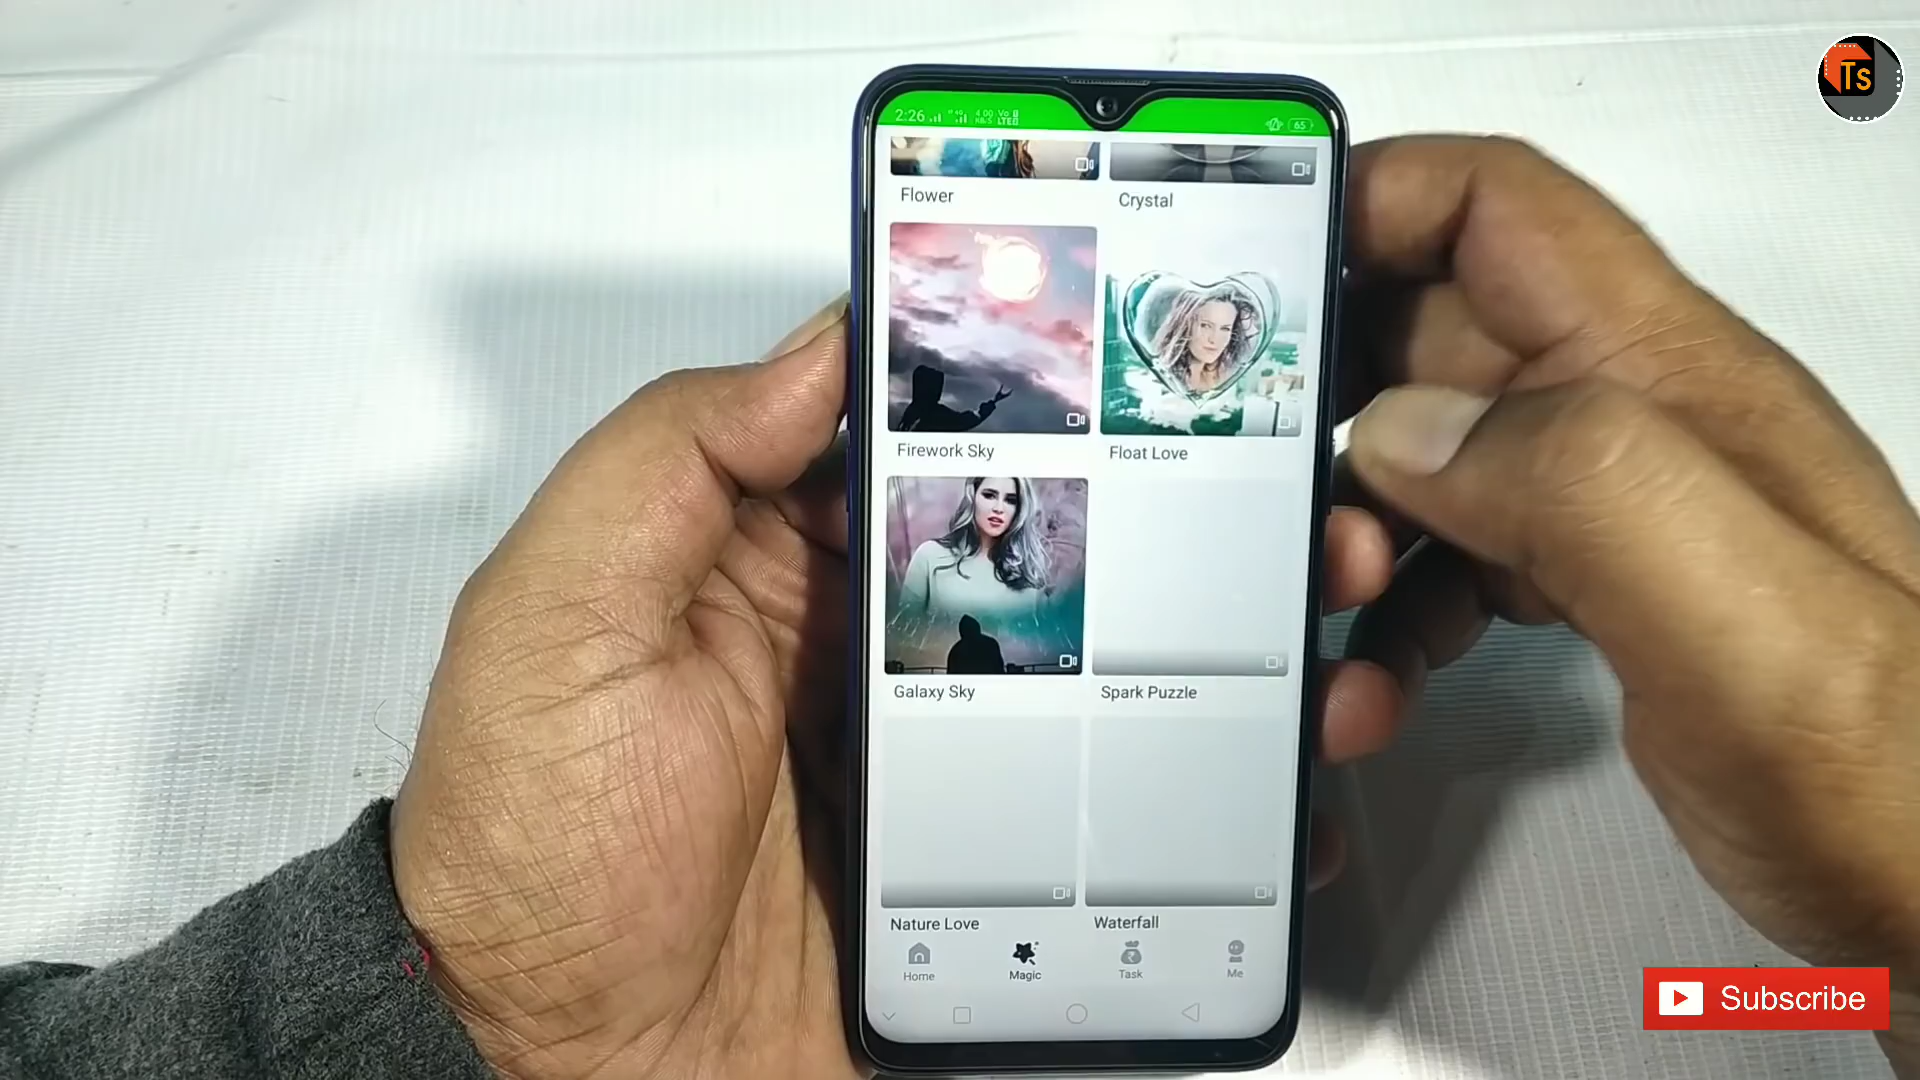 2:26
65
Flower
Crystal
Firework Sky
Float Love
Galaxy Sky
Spark Puzzle
Nature Love
Waterfall
Home
Magic
Task
Me
Ts
Subscribe